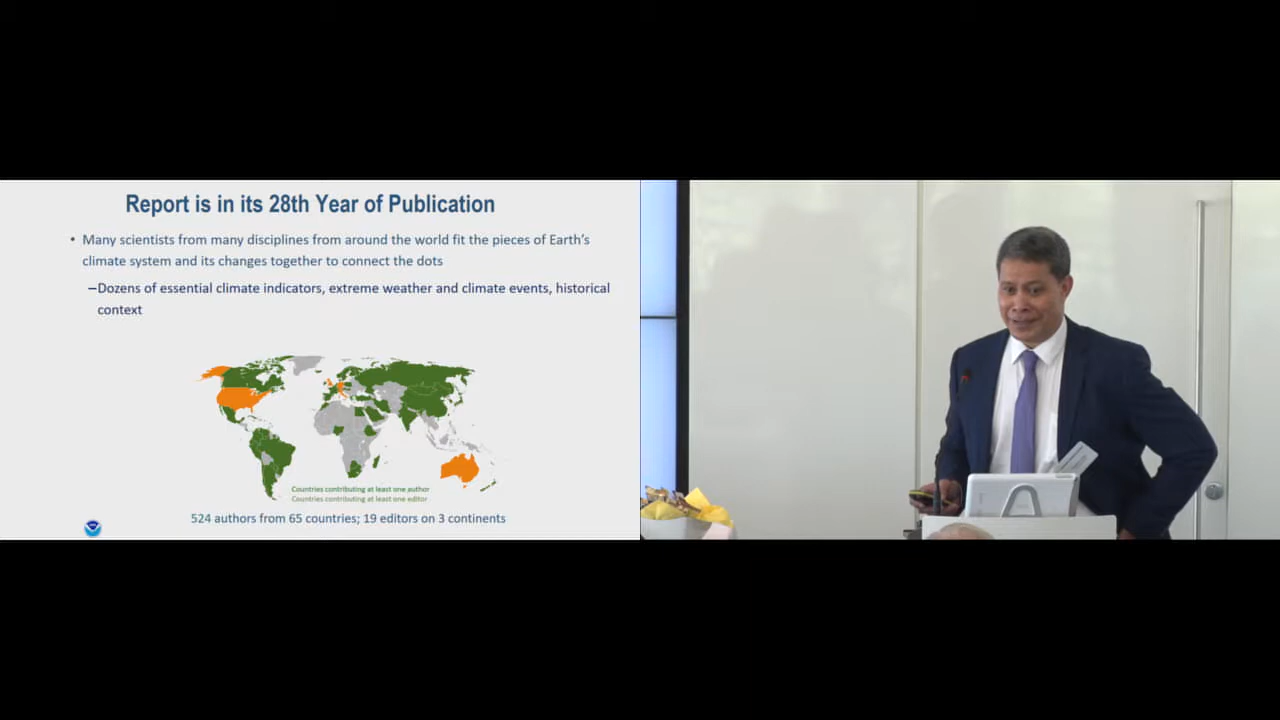 Report is in its 28th Year of Publication
• Many scientists from many disciplines from around the world fit the pieces of Earth's
climate system and its changes together to connect the dots
–Dozens of essential climate indicators, extreme weather and climate events, historical
context
Countries contributing at least one author
Countries contributing at least one editor
524 authors from 65 countries; 19 editors on 3 continents